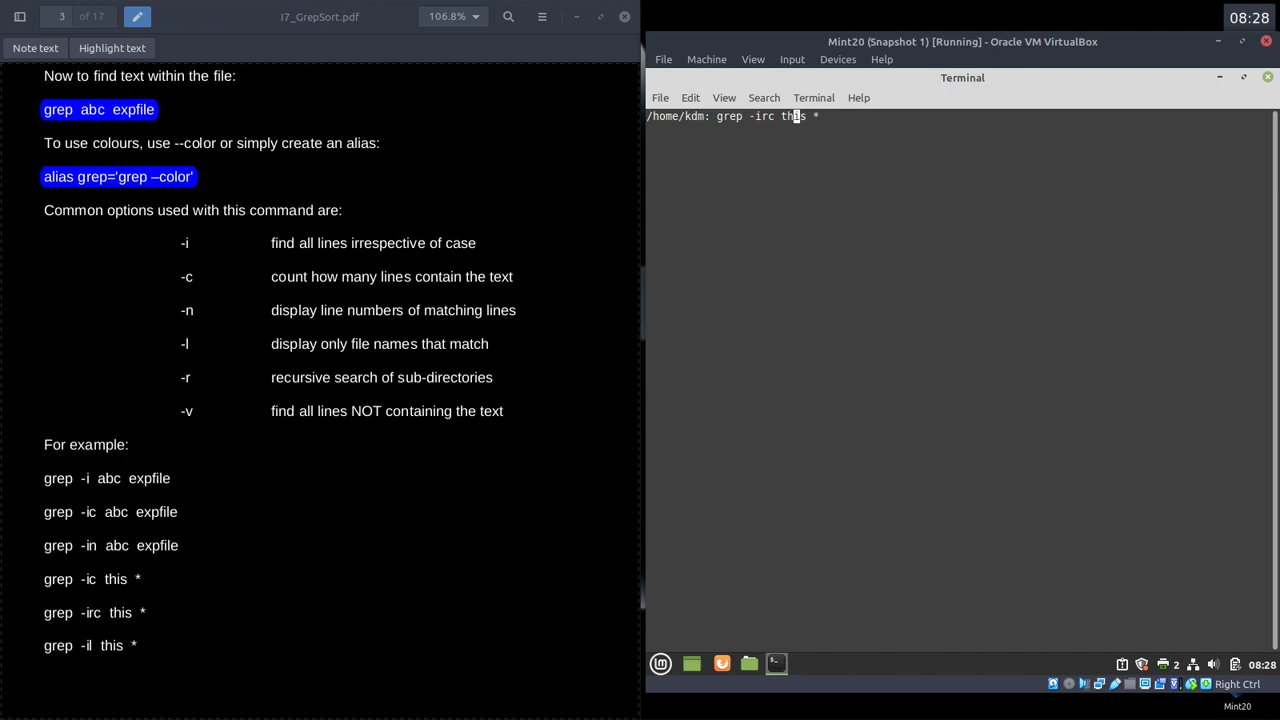 3 of 17
I7_GrepSort.pdf
106.8%
Note text
Highlight text
Now to find text within the file:
grep abc expfile
To use colours, use --color or simply create an alias:
alias grep='grep –color'
Common options used with this command are:
-i find all lines irrespective of case
-c count how many lines contain the text
-n display line numbers of matching lines
-l display only file names that match
-r recursive search of sub-directories
-v find all lines NOT containing the text
For example:
grep -i abc expfile
grep -ic abc expfile
grep -in abc expfile
grep -ic this *
grep -irc this *
grep -il this *
08:28
Mint20 (Snapshot 1) [Running] - Oracle VM VirtualBox
File Machine View Input Devices Help
Terminal
File Edit View Search Terminal Help
/home/kdm: grep -irc this *
2 08:28
Right Ctrl
Mint20